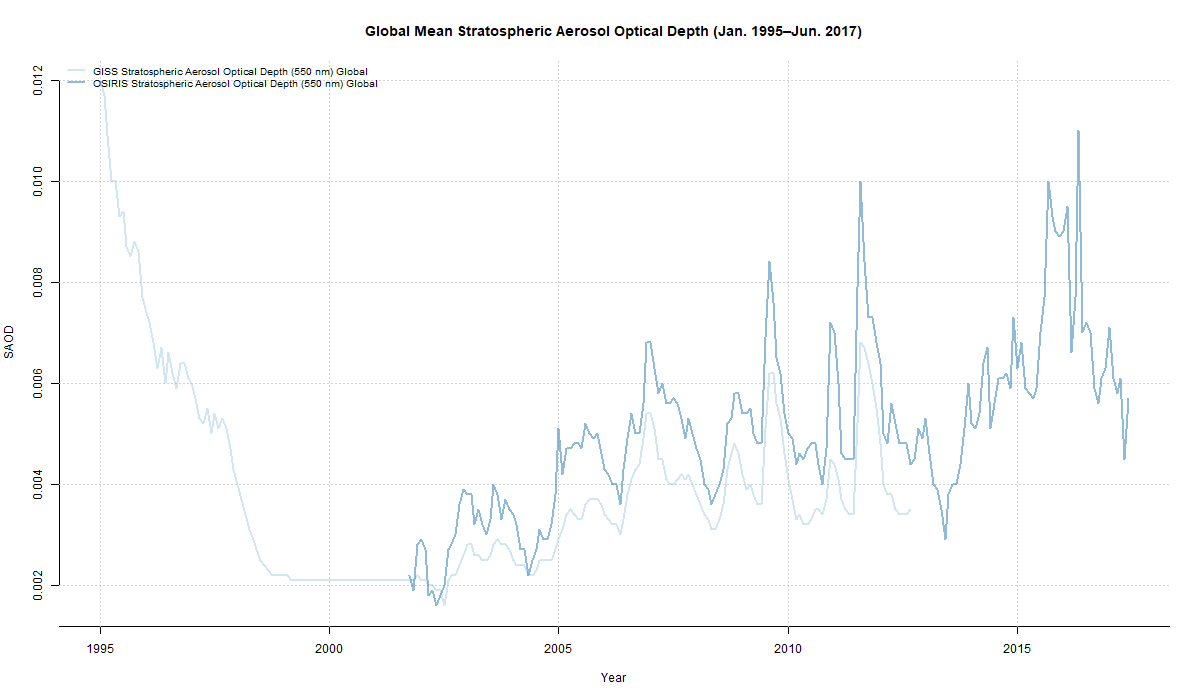 Global Mean Stratospheric Aerosol Optical Depth (Jan. 1995–Jun. 2017)
GISS Stratospheric Aerosol Optical Depth (550 nm) Global
OSIRIS Stratospheric Aerosol Optical Depth (550 nm) Global
0.012
0.010
0.008
0.006
0.004
0.002
SAOD
1995 2000 2005 2010 2015
Year